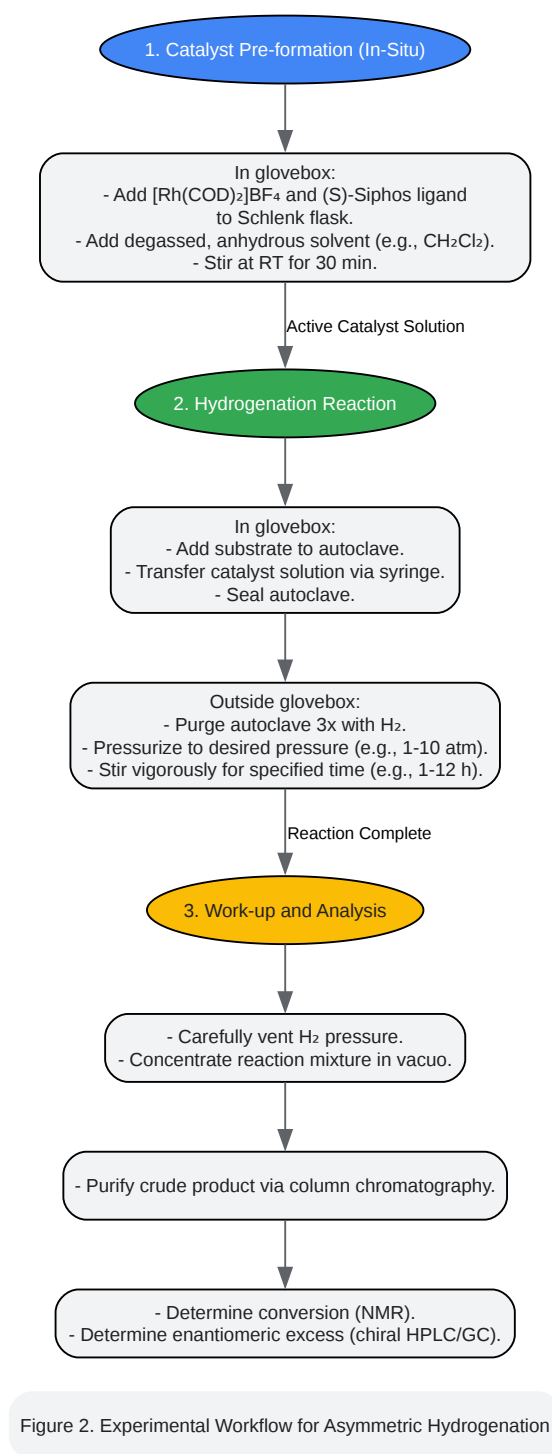 1. Catalyst Pre-formation (In-Situ)
In glovebox:
- Add [Rh(COD)₂]BF₄ and (S)-Siphos ligand
to Schlenk flask.
- Add degassed, anhydrous solvent (e.g., CH₂Cl₂).
- Stir at RT for 30 min.
Active Catalyst Solution
2. Hydrogenation Reaction
In glovebox:
- Add substrate to autoclave.
- Transfer catalyst solution via syringe.
- Seal autoclave.
Outside glovebox:
- Purge autoclave 3x with H₂.
- Pressurize to desired pressure (e.g., 1-10 atm).
- Stir vigorously for specified time (e.g., 1-12 h).
Reaction Complete
3. Work-up and Analysis
- Carefully vent H₂ pressure.
- Concentrate reaction mixture in vacuo.
- Purify crude product via column chromatography.
- Determine conversion (NMR).
- Determine enantiomeric excess (chiral HPLC/GC).
Figure 2. Experimental Workflow for Asymmetric Hydrogenation